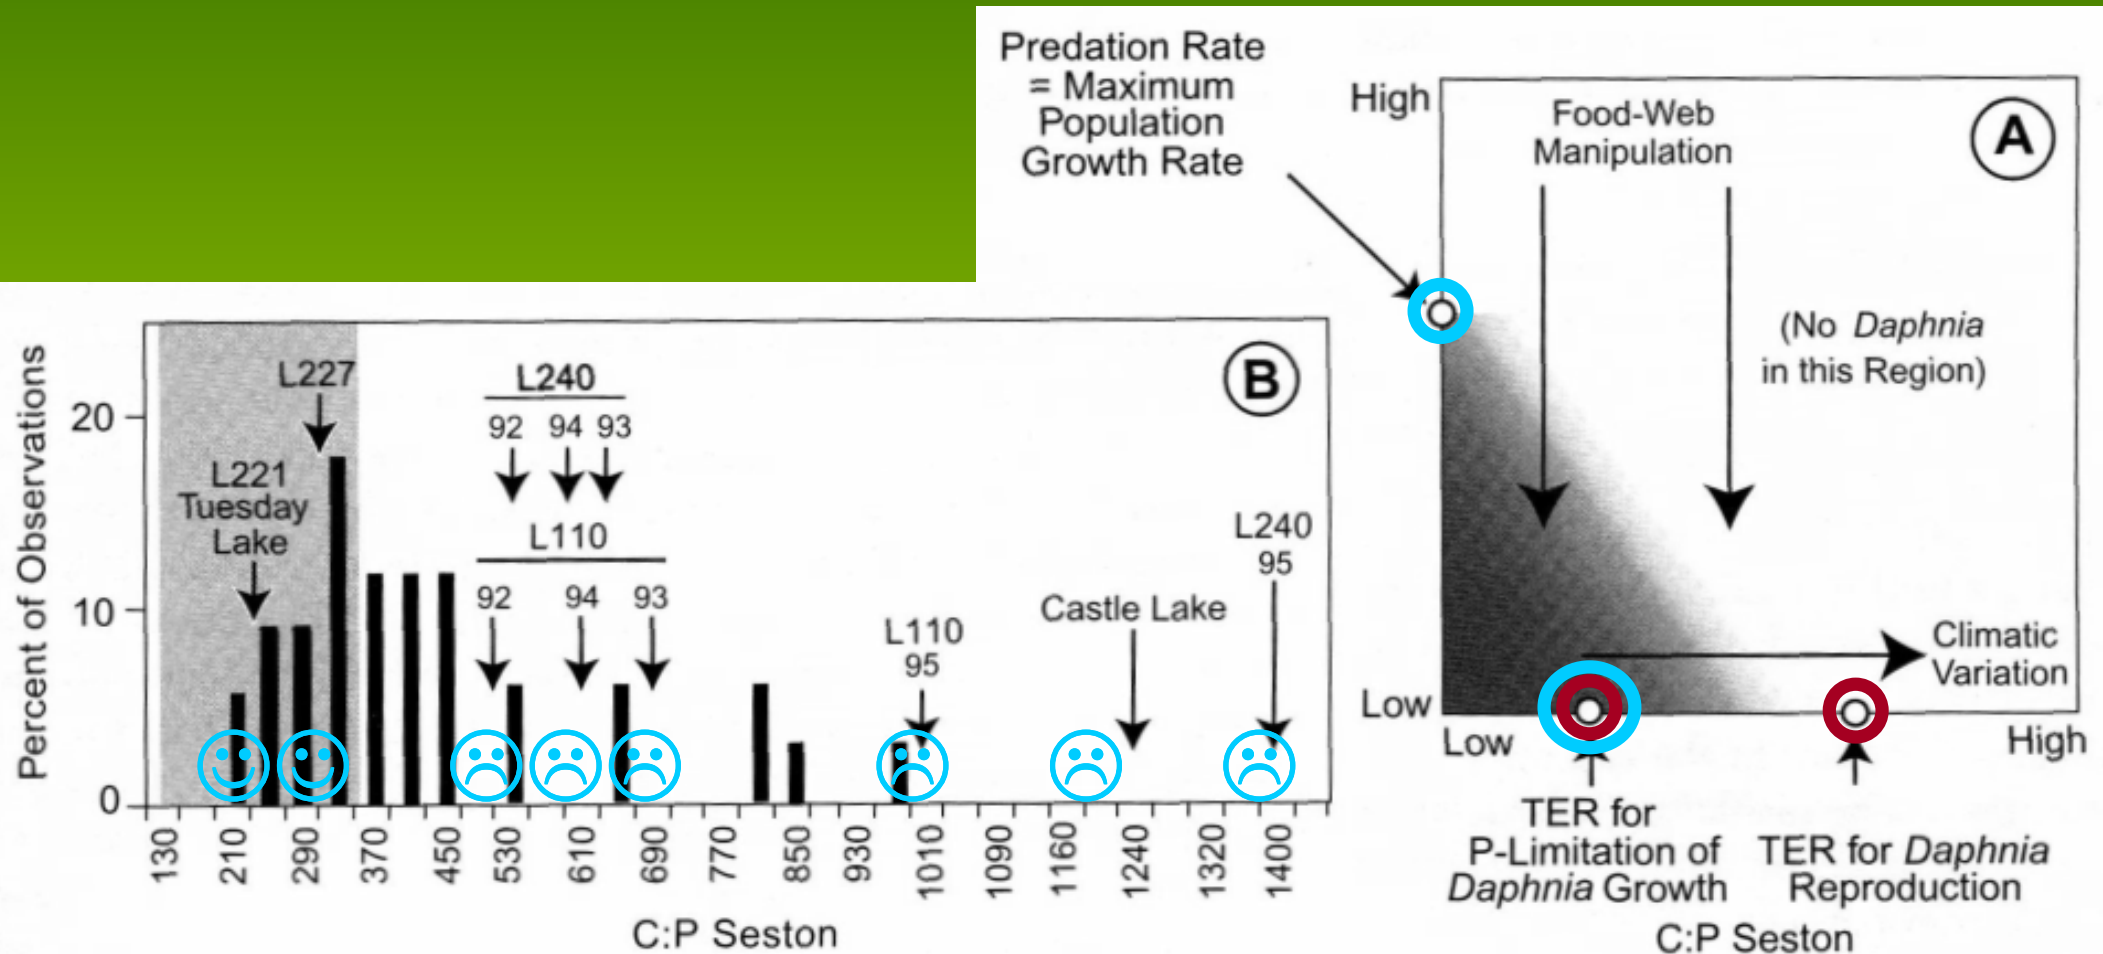 Predation Rate
= Maximum
Population
Growth Rate
High
Food-Web
Manipulation
A
(No Daphnia
in this Region)
Climatic
Variation
Low
Low
High
TER for
P-Limitation of
Daphnia Growth
TER for Daphnia
Reproduction
C:P Seston
Percent of Observations
20
10
0
L227
L221
Tuesday
Lake
L240
92 94 93
L110
92 94 93
B
L110
95
Castle Lake
L240
95
130 210 290 370 450 530 610 690 770 850 930 1010 1090 1160 1240 1320 1400
C:P Seston